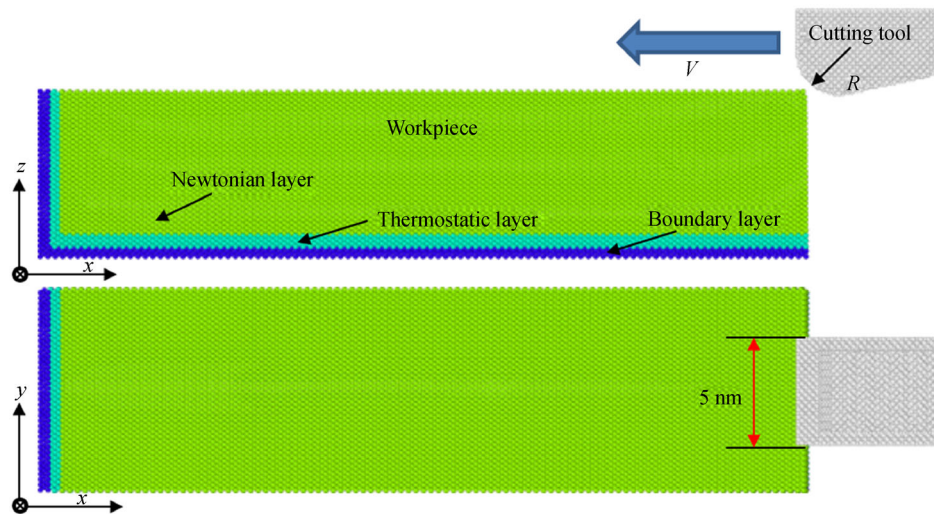 Cutting tool
V
R
Workpiece
z
Newtonian layer
Thermostatic layer
Boundary layer
x
y
5 nm
x